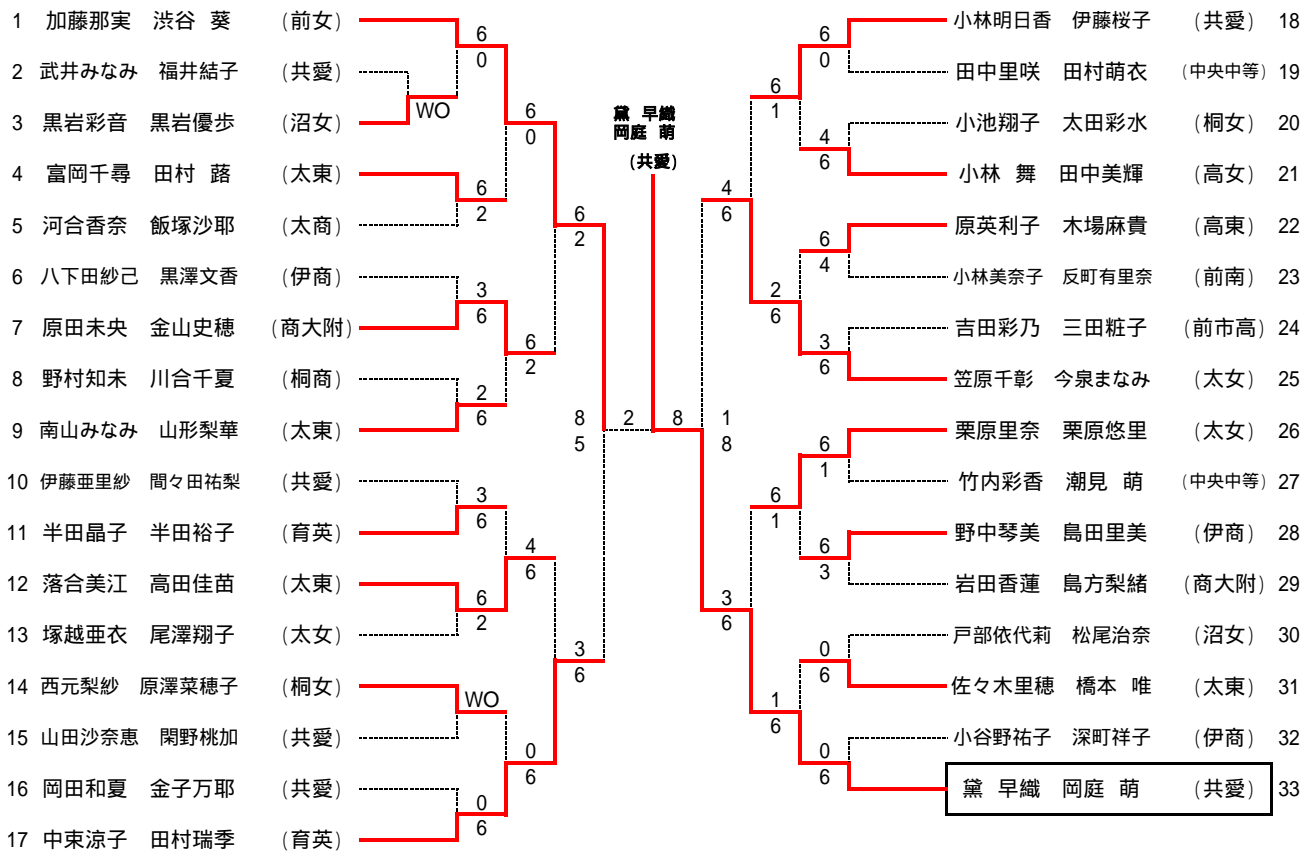 1 加藤那実 渋谷 葵 (前女)
2 武井みなみ 福井結子 (共愛)
3 黒岩彩音 黒岩優歩 (沼女)
4 富岡千尋 田村 蕗 (太東)
5 河合香奈 飯塚沙耶 (太商)
6 八下田紗己 黒澤文香 (伊商)
7 原田未央 金山史穂 (商大附)
8 野村知未 川合千夏 (桐商)
9 南山みなみ 山形梨華 (太東)
10 伊藤亜里紗 間々田祐梨 (共愛)
11 半田晶子 半田裕子 (育英)
12 落合美江 高田佳苗 (太東)
13 塚越亜衣 尾澤翔子 (太女)
14 西元梨紗 原澤菜穂子 (桐女)
15 山田沙奈恵 関野桃加 (共愛)
16 岡田和夏 金子万耶 (共愛)
17 中束涼子 田村瑞季 (育英)
6
0
WO
6
2
3
6
2
6
3
6
6
2
WO
0
6
6
0
6
2
4
6
0
6
6
2
3
6
8
5
2
黛 早織
岡庭 萌
(共愛)
8
1
8
4
6
3
6
6
1
2
6
6
1
1
6
6
0
4
6
6
4
3
6
6
1
6
3
0
6
0
6
小林明日香 伊藤桜子 (共愛) 18
田中里咲 田村萌衣 (中央中等) 19
小池翔子 太田彩水 (桐女) 20
小林 舞 田中美輝 (高女) 21
原英利子 木場麻貴 (高東) 22
小林美奈子 反町有里奈 (前南) 23
吉田彩乃 三田粧子 (前市高) 24
笠原千彰 今泉まなみ (太女) 25
栗原里奈 栗原悠里 (太女) 26
竹内彩香 潮見 萌 (中央中等) 27
野中琴美 島田里美 (伊商) 28
岩田香蓮 島方梨緒 (商大附) 29
戸部依代莉 松尾治奈 (沼女) 30
佐々木里穂 橋本 唯 (太東) 31
小谷野祐子 深町祥子 (伊商) 32
黛 早織 岡庭 萌 (共愛) 33